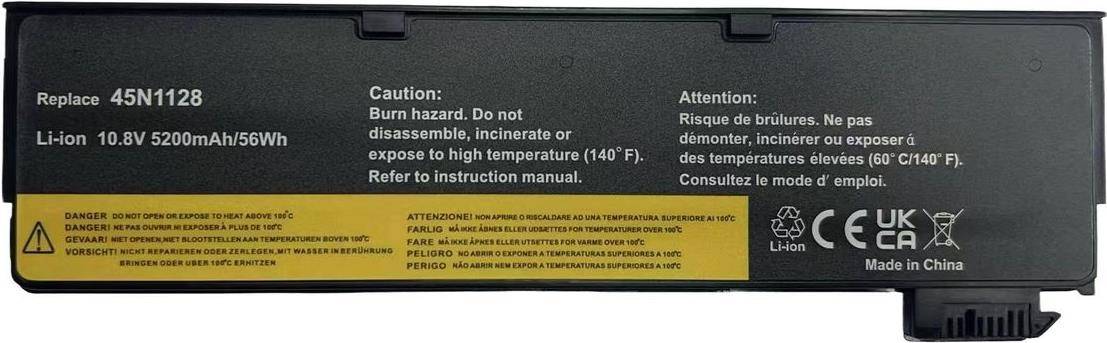 Replace 45N1128
Li-ion 10.8V 5200mAh/56Wh
Caution:
Burn hazard. Do not
disassemble, incinerate or
expose to high temperature (140°F).
Refer to instruction manual.
Attention:
Risque de brûlures. Ne pas
démonter, incinérer ou exposer á
des températures élevées (60°C/140°F).
Consultez le mode d' emploi.
DANGER DO NOT OPEN OR EXPOSE TO HEAT ABOVE 100°C
DANGER! NE PAS OUVRIR NI EXPOSER À PLUS DE 100°C
GEVAAR! NIET OPENEN,NIET BLOOTSTELLEN AAN TEMPERATUREN BOVEN 100°C
VORSICHT! NICHT REPARIEREN ODER ZERLEGEN,MIT WASSER IN BERÜHRUNG
BRINGEN ODER UBER 100°C ERHITZEN
ATTENZIONE! NON APRIRE O RISCALDARE AD UNA TEMPERATURA SUPERIORE AI 100°C
FARLIG MÅ IKKE ÅBNES ELLER UDSÆTTES FOR TEMPERATURER OVER 100°C
FARE MÅ IKKE ÅPNES ELLER UTSETTES FOR VARME OVER 100°C
PELIGRO NO ABRIR O EXPONER A TEMPERATURAS SUPERIORES A 100°C
PERIGO NÃO ABRIR NEM EXPOR A TEMPERATURAS SUPERIORES A 100°C
Li-ion
CE
UK
CA
Made in China